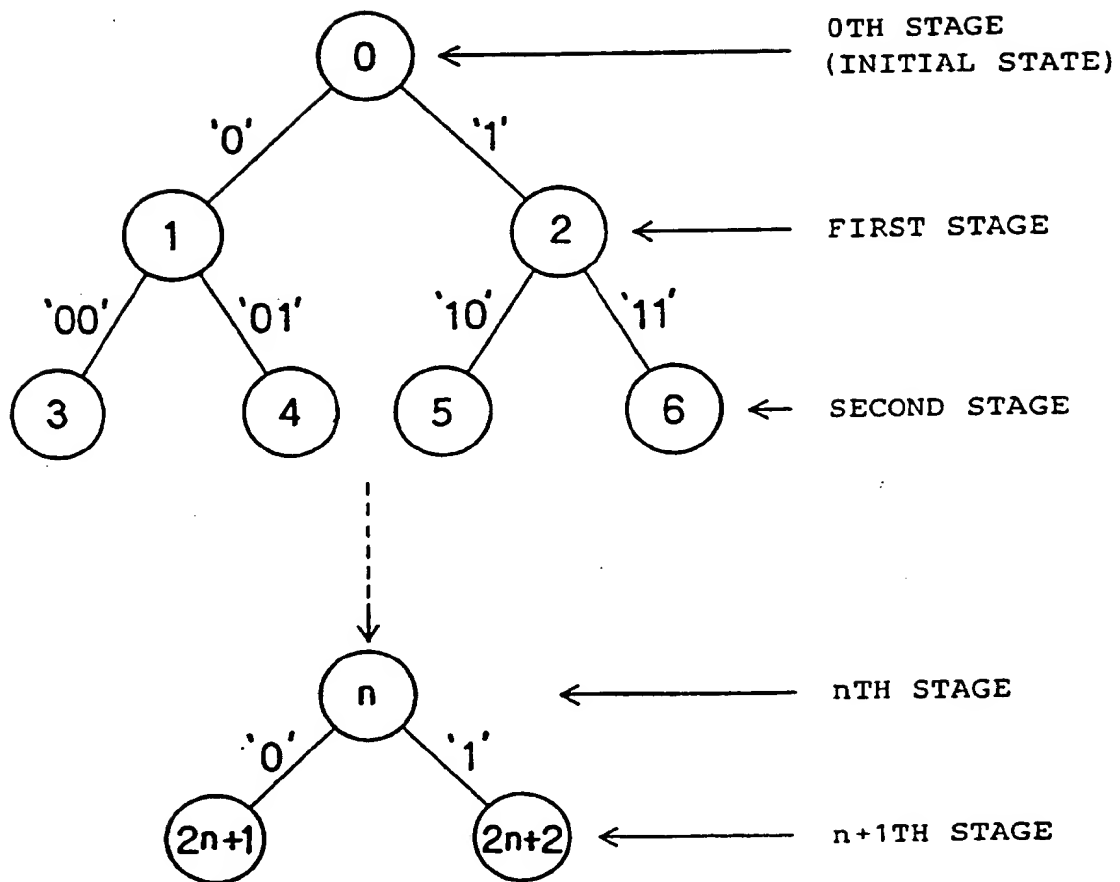 0TH STAGE
(INITIAL STATE)
0
'0'
'1'
1
2
FIRST STAGE
'00'
'01'
'10'
'11'
3
4
5
6
SECOND STAGE
n
nTH STAGE
'0'
'1'
2n+1
2n+2
n+1TH STAGE